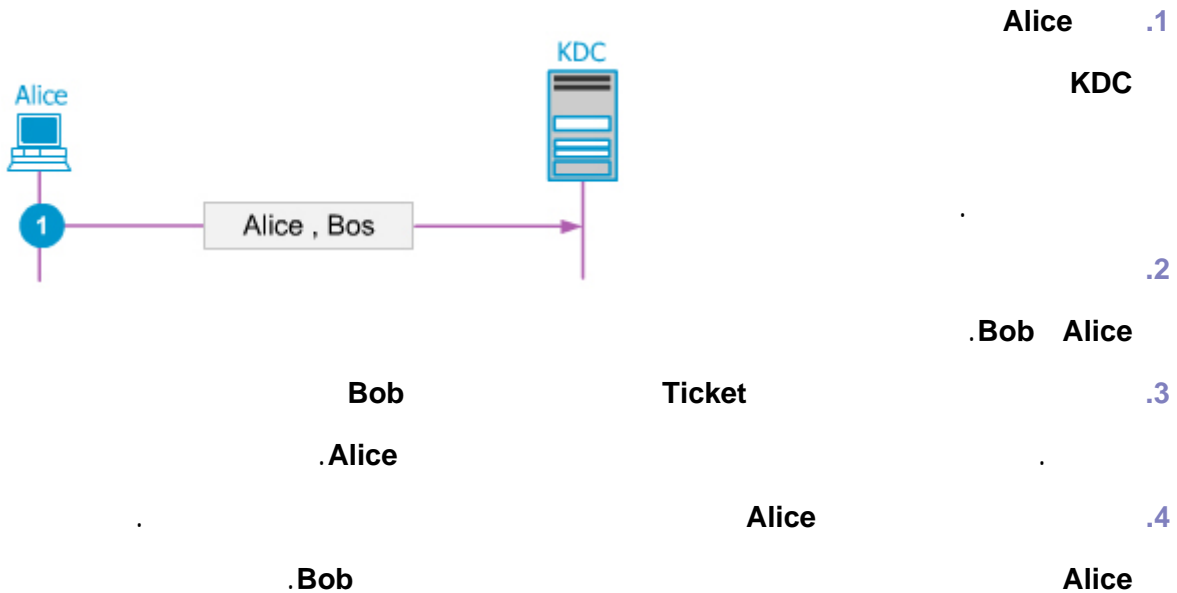 1. Alice
KDC
.
KDC
Alice
1 Alice , Bos
2.
Alice Bob.
3. Ticket Bob
. Alice.
4. Alice .
Alice Bob.